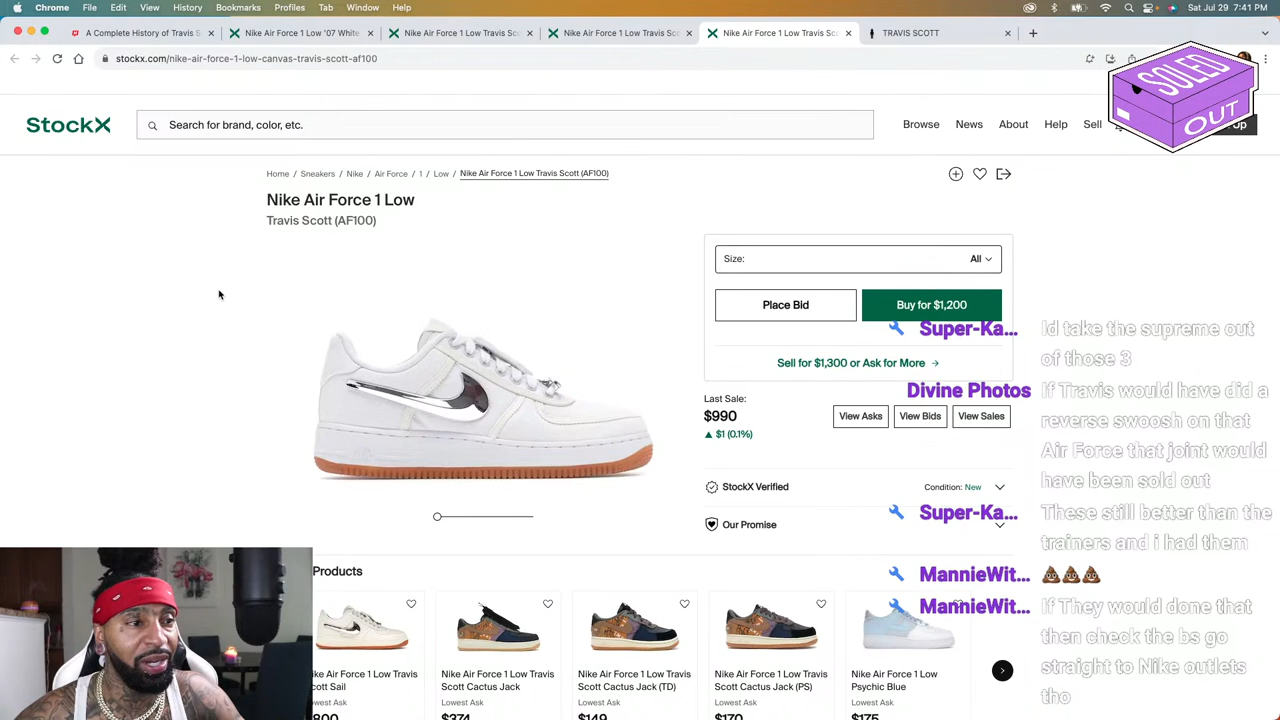 Chrome File Edit View History Bookmarks Profiles Tab Window Help Sat Jul 29 7:41 PM
A Complete History of Travis S Nike Air Force 1 Low '07 White Nike Air Force 1 Low Travis Sc Nike Air Force 1 Low Travis Sc Nike Air Force 1 Low Travis Sc TRAVIS SCOTT
stockx.com/nike-air-force-1-low-canvas-travis-scott-af100
SOLED
OUT
StockX Search for brand, color, etc. Browse News About Help Sell Up
Home / Sneakers / Nike / Air Force / 1 / Low / Nike Air Force 1 Low Travis Scott (AF100)
Nike Air Force 1 Low
Travis Scott (AF100)
Size: All
Place Bid Buy for $1,200
Sell for $1,300 or Ask for More →
Last Sale:
$990
▲ $1 (0.1%)
View Asks View Bids View Sales
StockX Verified Condition: New
Our Promise
Super-Ka... Id take the supreme out
of those 3
Divine Photos If Travis would have did a
reverse swoosh on that
Air Force that joint would
have been sold out
Super-Ka... These still better than the
trainers and i had them
MannieWit... 💩💩💩
MannieWit... If They would done that
then check the bs go
straight to Nike outlets
tho
Products
ke Air Force 1 Low Travis
cott Sail
Lowest Ask
800
Nike Air Force 1 Low Travis
Scott Cactus Jack
Lowest Ask
$374
Nike Air Force 1 Low Travis
Scott Cactus Jack (TD)
Lowest Ask
$149
Nike Air Force 1 Low Travis
Scott Cactus Jack (PS)
Lowest Ask
$170
Nike Air Force 1 Low
Psychic Blue
Lowest Ask
$175